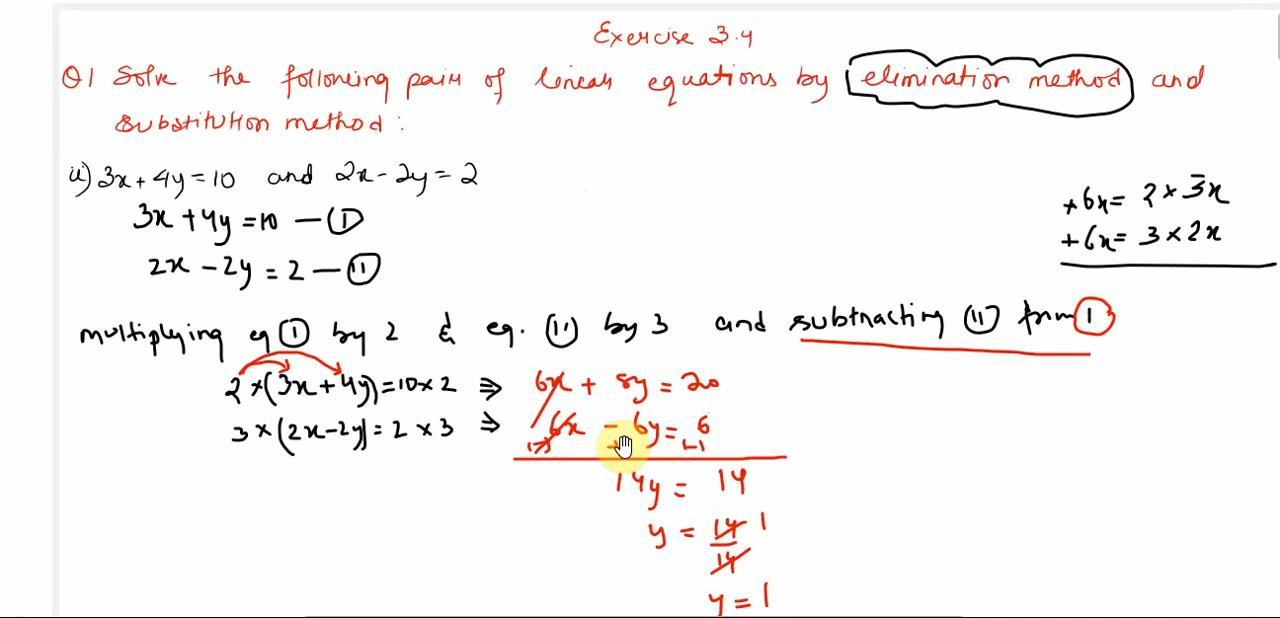 Exercise 3.4
Q1 Solve the following pair of linear equations by elimination method and
substitution method:
ii) 3x + 4y = 10 and 2x - 2y = 2
+6x = 2 × 3x
3x + 4y = 10 — (I)
+6x = 3 × 2x
2x - 2y = 2 — (II)
multiplying eq (I) by 2 & eq. (II) by 3 and subtracting (II) from (I)
2 × (3x + 4y) = 10 × 2 ⇒ 6x + 8y = 20
3 × (2x - 2y) = 2 × 3 ⇒ 6x - 6y = 6
(-) + (-)
14y = 14
y = 14 1
14
y = 1